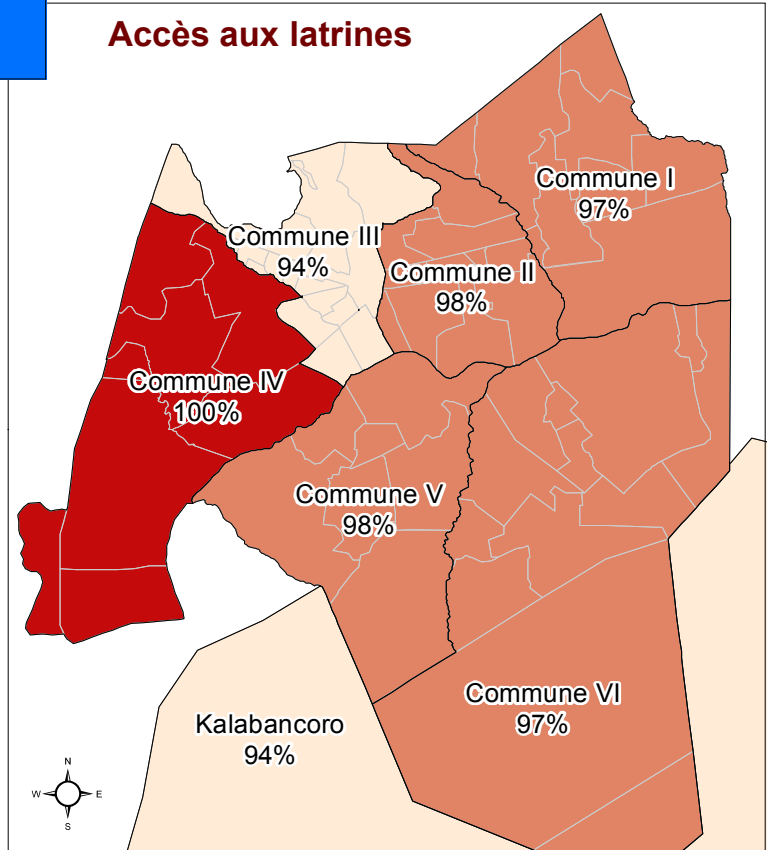 Accès aux latrines
Commune I
97%
Commune III
94%
Commune II
98%
Commune IV
100%
Commune V
98%
Commune VI
97%
Kalabancoro
94%
N
W
E
S